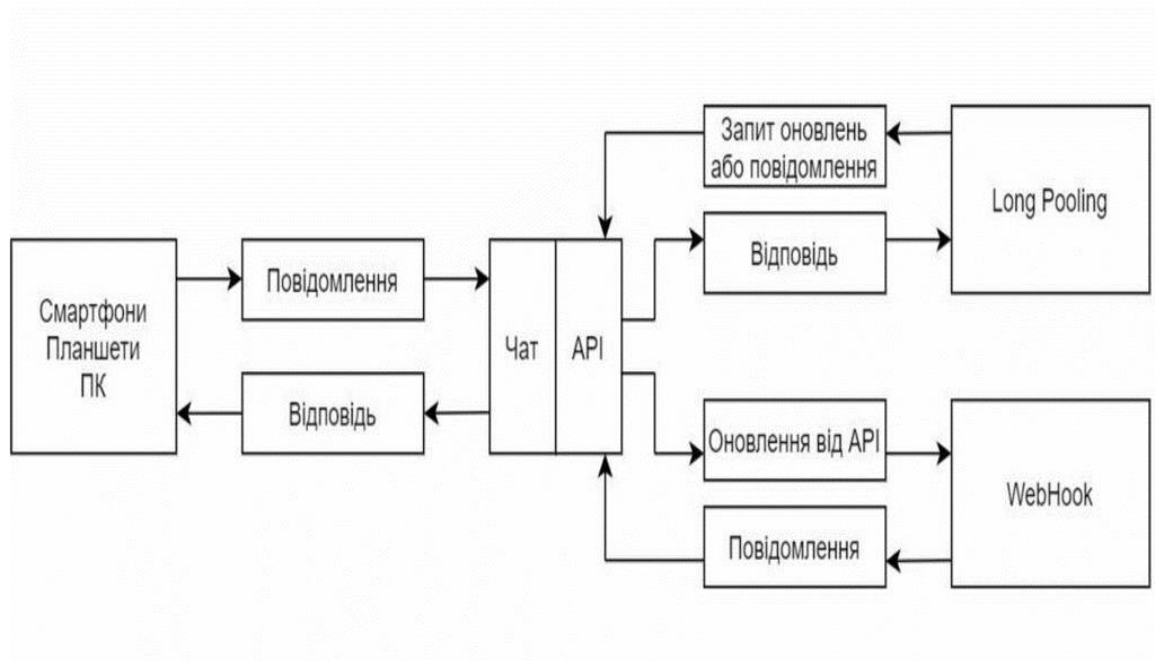 Запит оновлень
або повідомлення
Long Pooling
Відповідь
Смартфони
Планшети
ПК
Повідомлення
Чат
API
Відповідь
Оновлення від API
WebHook
Повідомлення